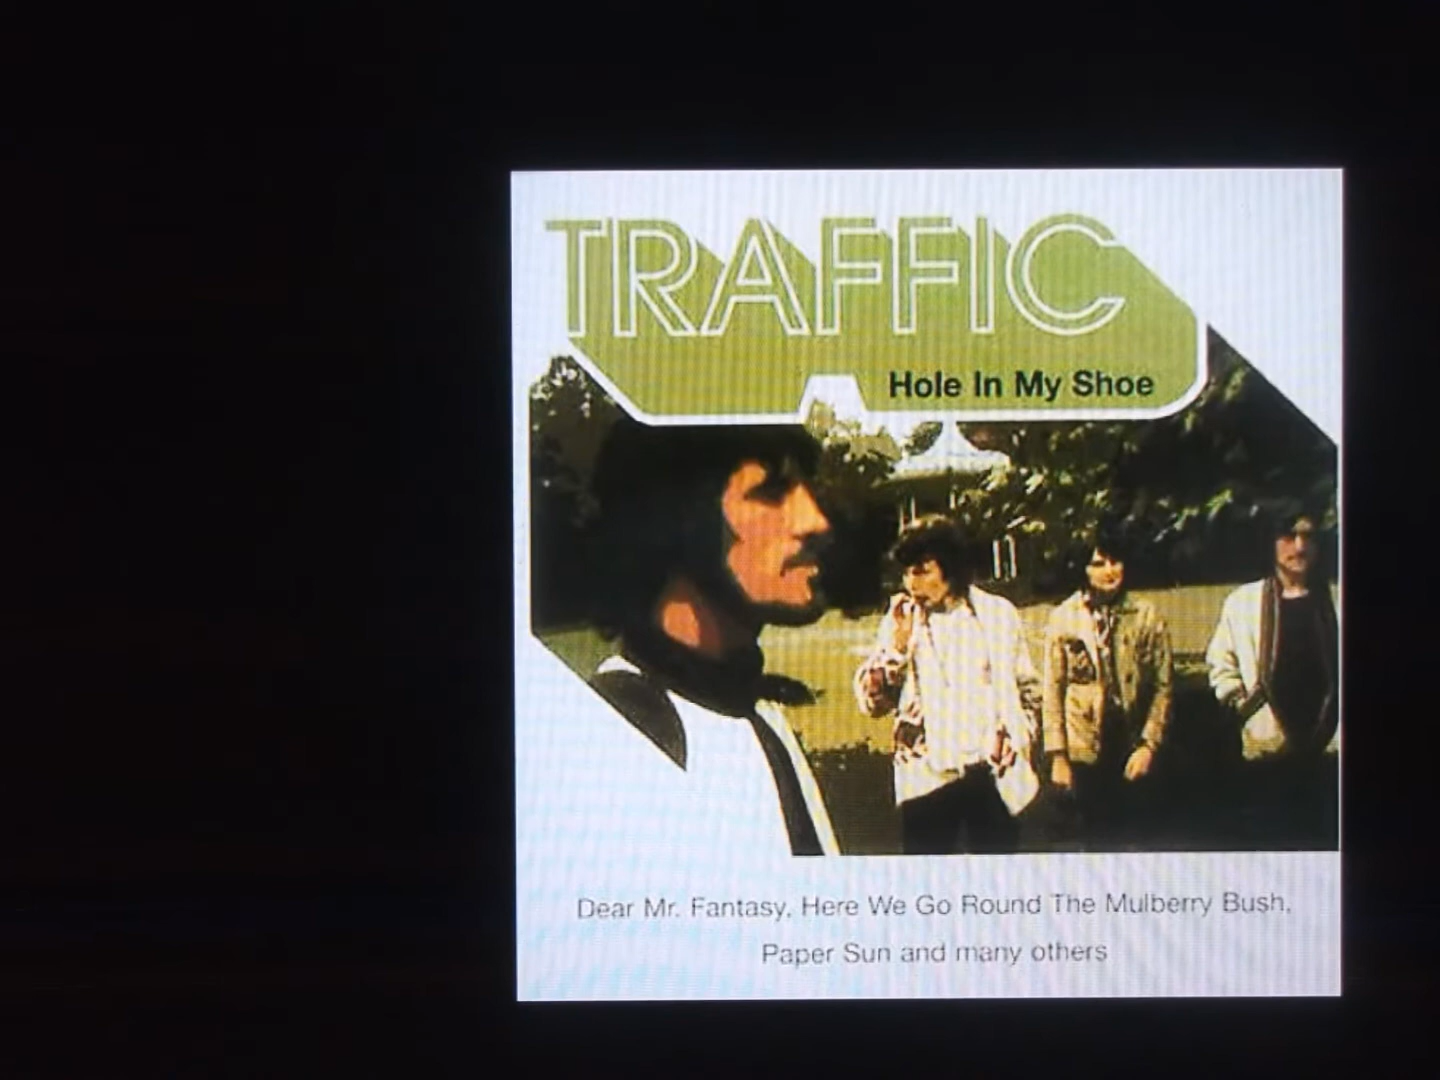 TRAFFIC
Hole In My Shoe
Dear Mr. Fantasy, Here We Go Round The Mulberry Bush,
Paper Sun and many others